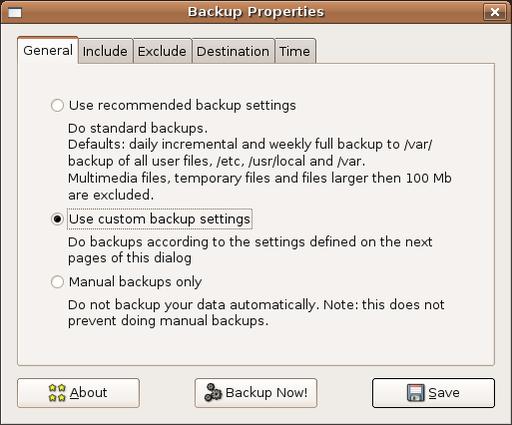 Backup Properties
General Include Exclude Destination Time
Use recommended backup settings
Do standard backups.
Defaults: daily incremental and weekly full backup to /var/
backup of all user files, /etc, /usr/local and /var.
Multimedia files, temporary files and files larger then 100 Mb
are excluded.
Use custom backup settings
Do backups according to the settings defined on the next
pages of this dialog
Manual backups only
Do not backup your data automatically. Note: this does not
prevent doing manual backups.
About Backup Now! Save